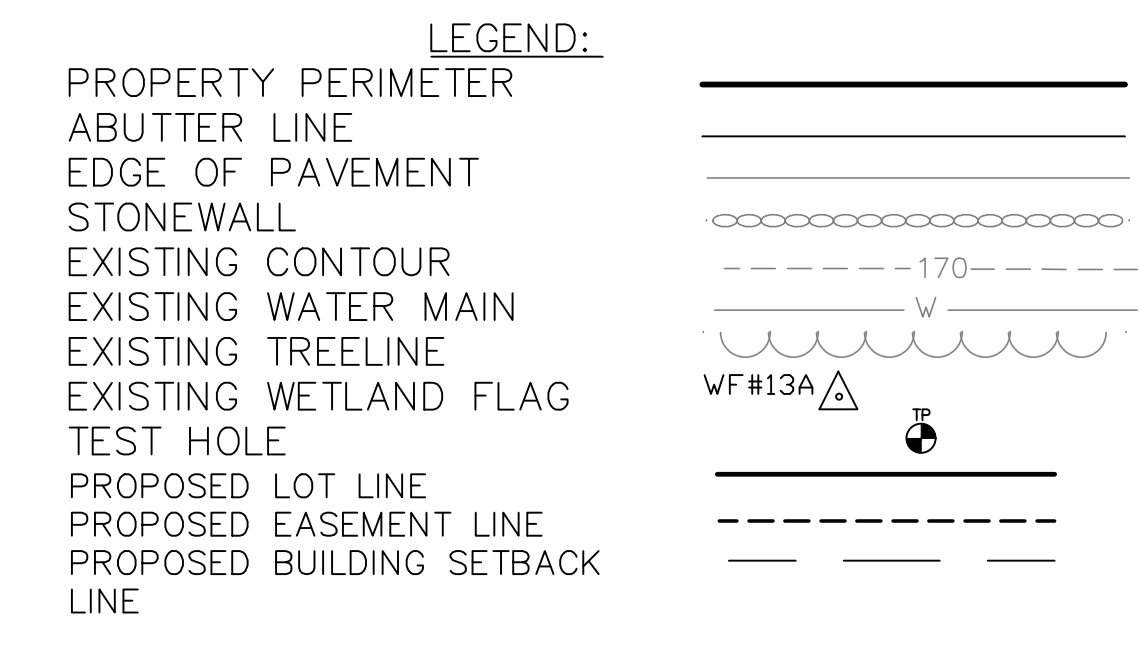 LEGEND:
PROPERTY PERIMETER
ABUTTER LINE
EDGE OF PAVEMENT
STONEWALL
EXISTING CONTOUR
170
EXISTING WATER MAIN
W
EXISTING TREELINE
EXISTING WETLAND FLAG
WF#13A
TEST HOLE
TP
PROPOSED LOT LINE
PROPOSED EASEMENT LINE
PROPOSED BUILDING SETBACK
LINE